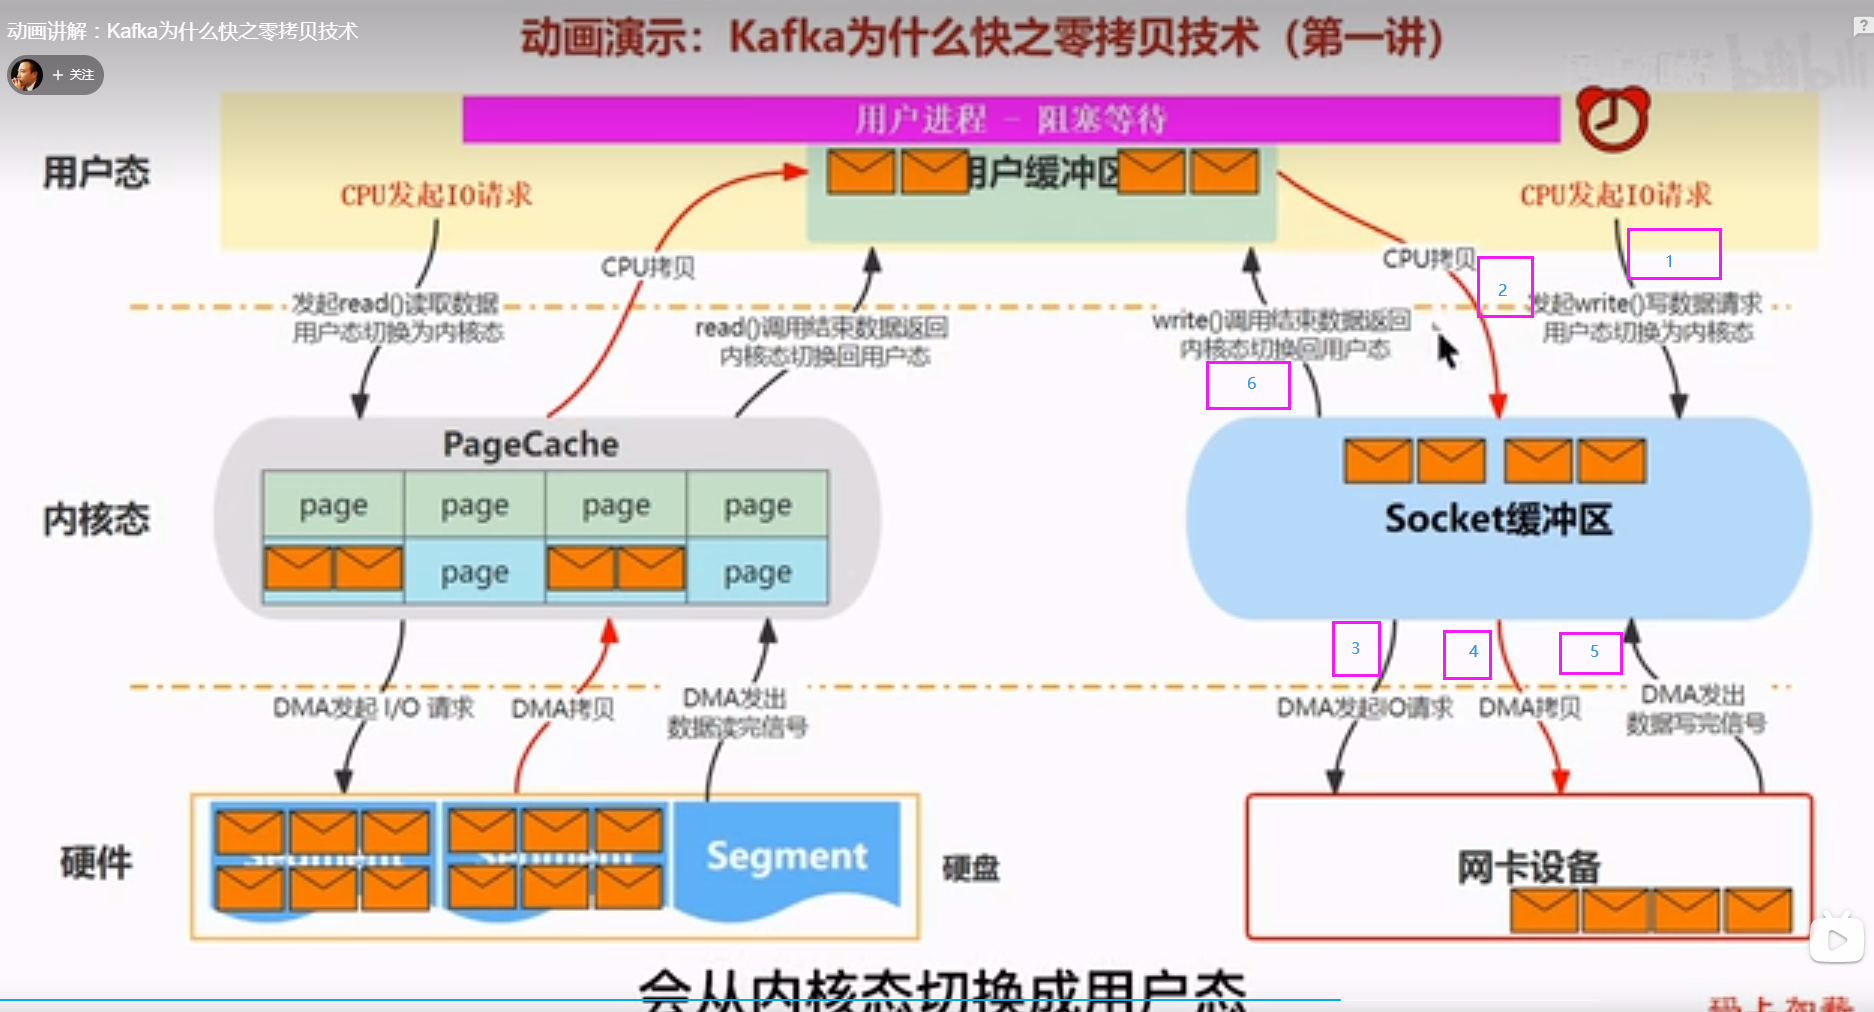 动画讲解：Kafka为什么快之零拷贝技术
动画演示：Kafka为什么快之零拷贝技术（第一讲）
?
+ 关注
bilibili
用户进程 - 阻塞等待
用户态
CPU发起IO请求
用户缓冲区
CPU发起IO请求
CPU拷贝
CPU拷贝
1
2
发起read()读取数据
用户态切换为内核态
read()调用结束数据返回
内核态切换回用户态
write()调用结束数据返回
内核态切换回用户态
发起write()写数据请求
用户态切换为内核态
6
内核态
PageCache
page page page page
page page
Socket缓冲区
3
4
5
DMA发起 I/O 请求
DMA拷贝
DMA发出
数据读完信号
DMA发起IO请求
DMA拷贝
DMA发出
数据写完信号
硬件
Segment
硬盘
网卡设备
会从内核态切换成用户态